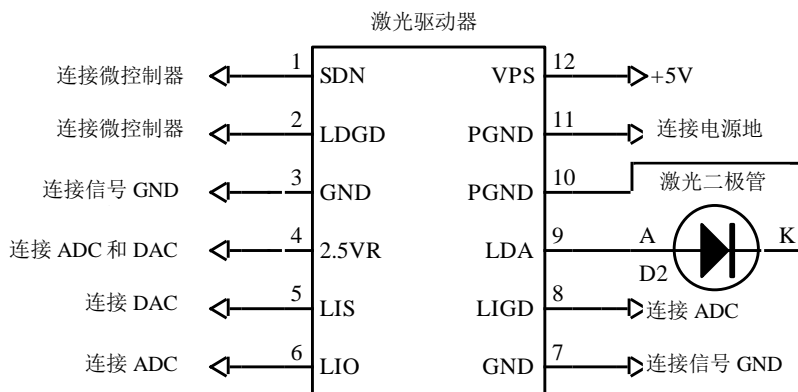 激光驱动器
连接微控制器 1 SDN VPS 12 +5V
连接微控制器 2 LDGD PGND 11 连接电源地
连接信号 GND 3 GND PGND 10 激光二极管
连接 ADC 和 DAC 4 2.5VR LDA 9 A K
D2
连接 DAC 5 LIS LIGD 8 连接 ADC
连接 ADC 6 LIO GND 7 连接信号 GND